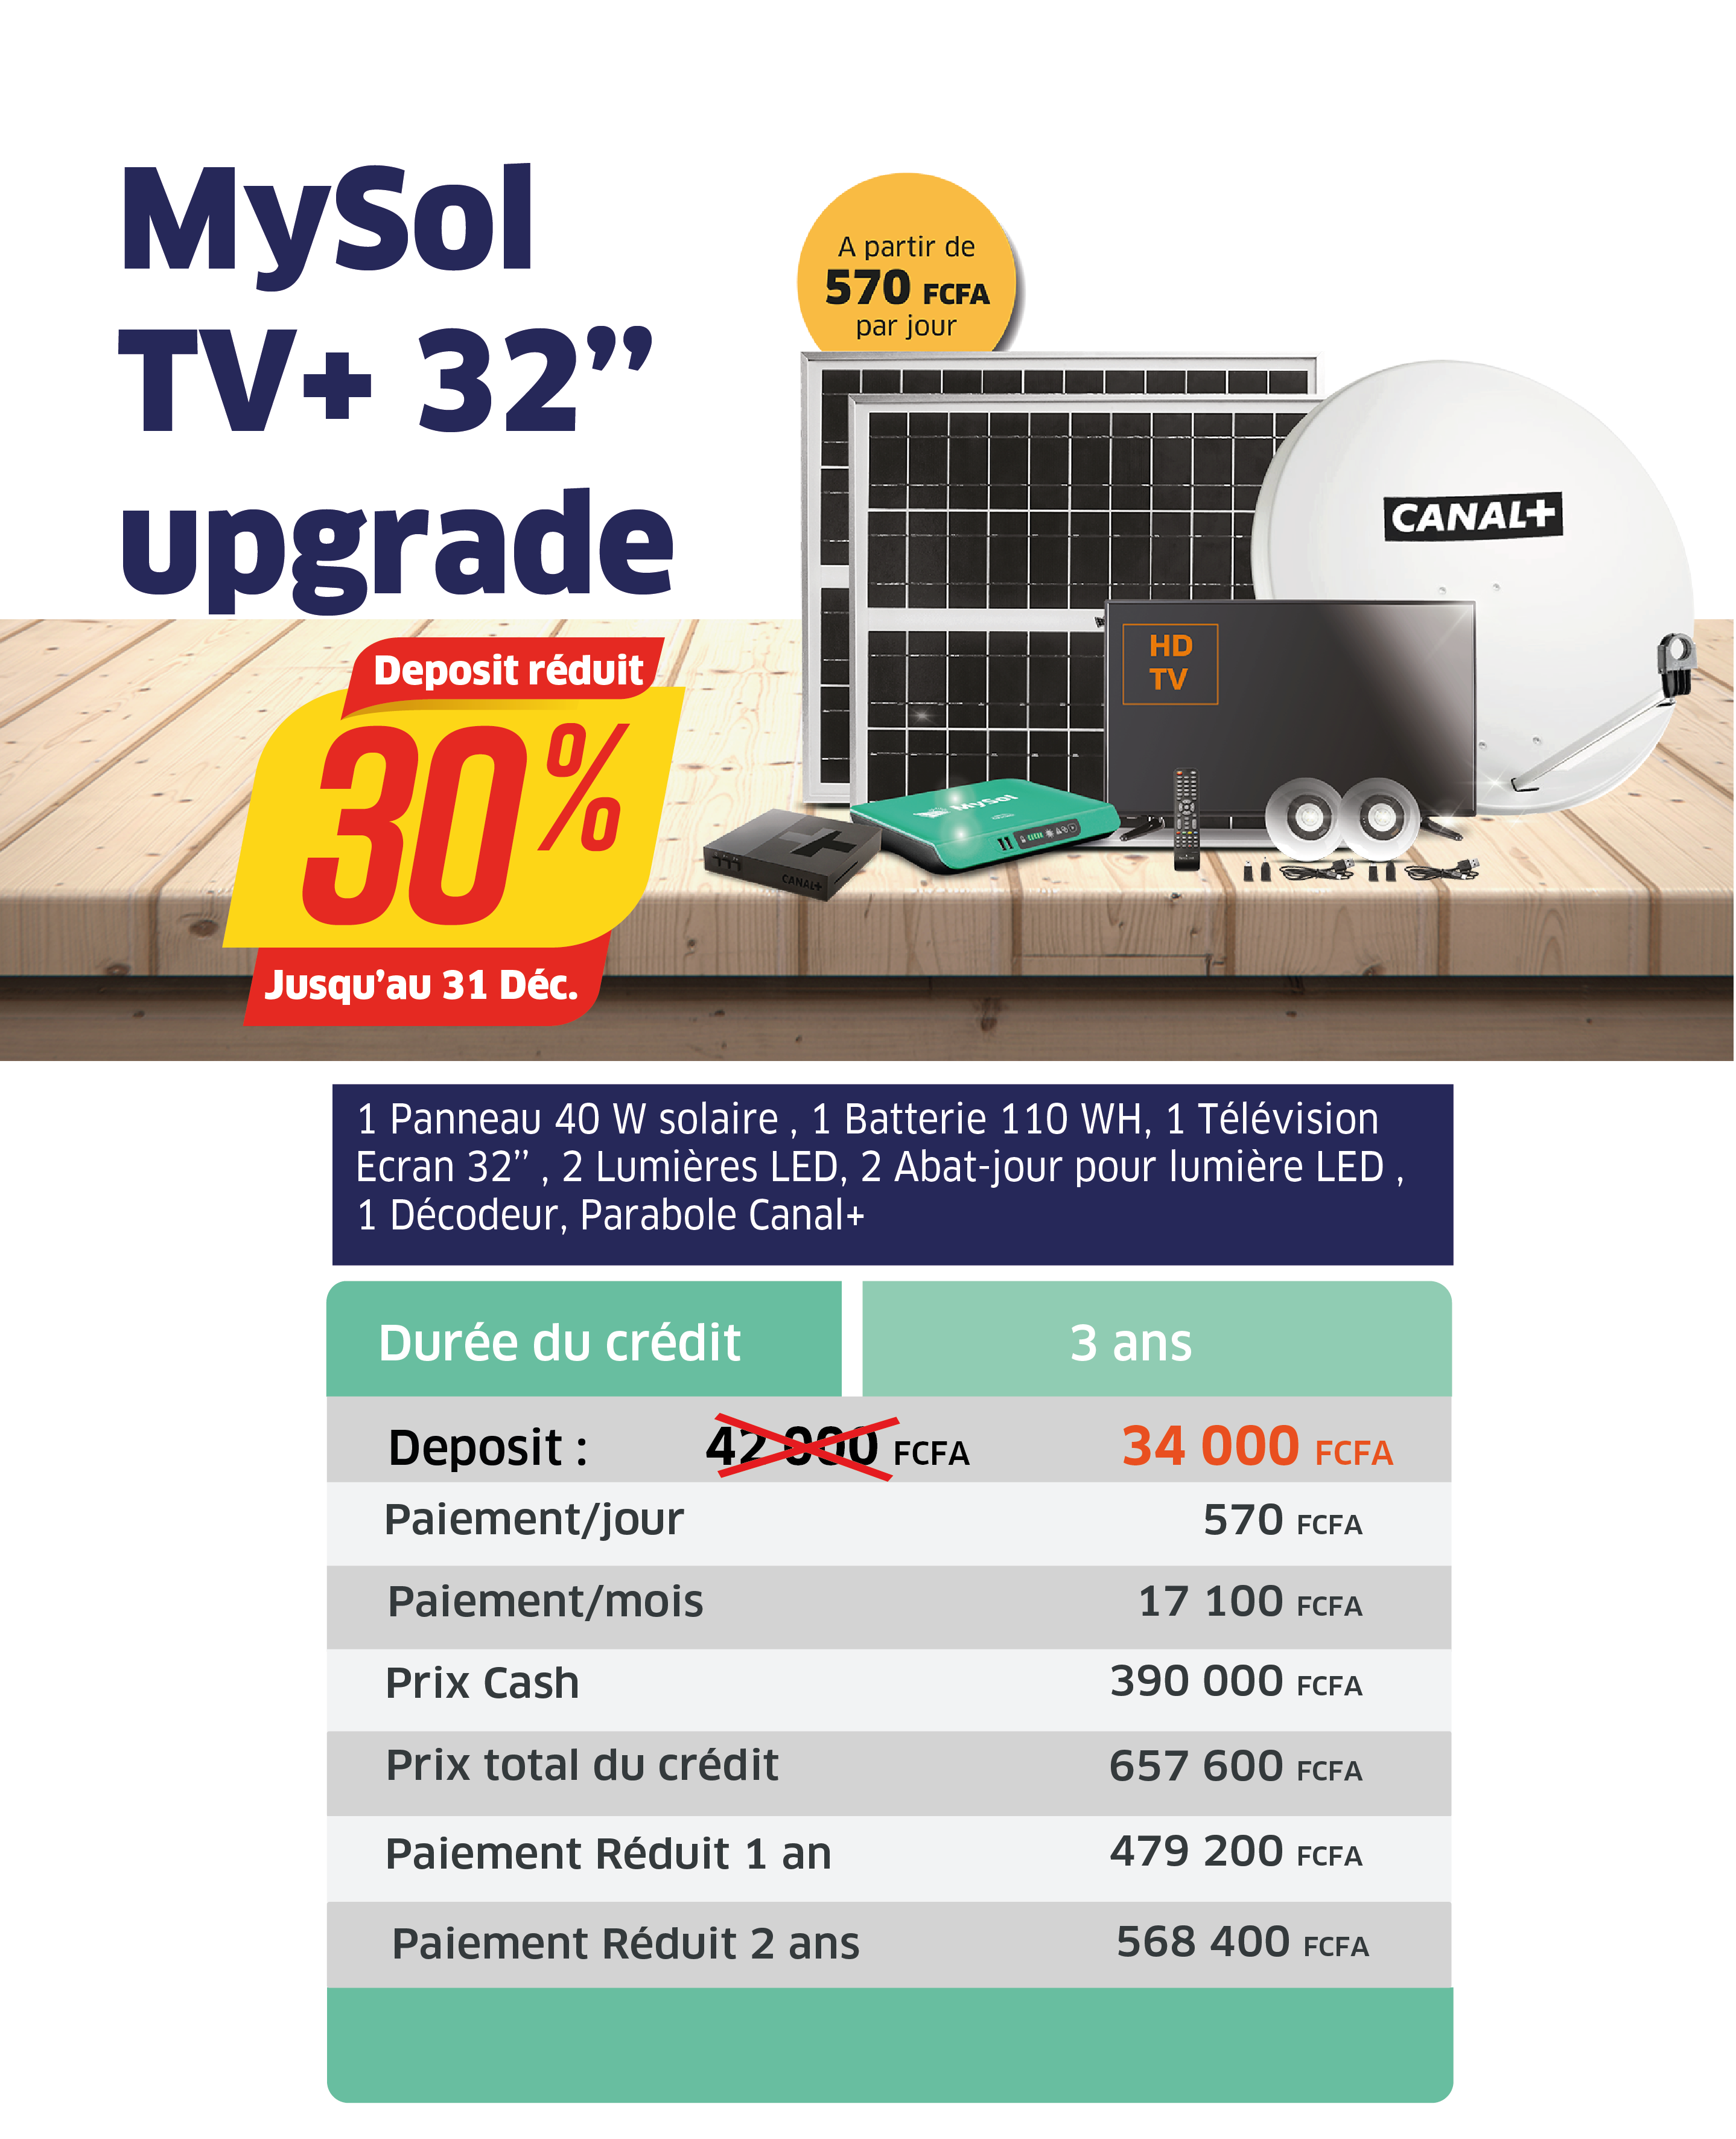 MySol
TV+ 32”
upgrade
A partir de
570 FCFA
par jour
CANAL+
HD
TV
MySol
CANAL+
Deposit réduit
30%
Jusqu’au 31 Déc.
1 Panneau 40 W solaire , 1 Batterie 110 WH, 1 Télévision
Ecran 32” , 2 Lumières LED, 2 Abat-jour pour lumière LED ,
1 Décodeur, Parabole Canal+
Durée du crédit 3 ans
Deposit : 42 000 FCFA 34 000 FCFA
Paiement/jour 570 FCFA
Paiement/mois 17 100 FCFA
Prix Cash 390 000 FCFA
Prix total du crédit 657 600 FCFA
Paiement Réduit 1 an 479 200 FCFA
Paiement Réduit 2 ans 568 400 FCFA